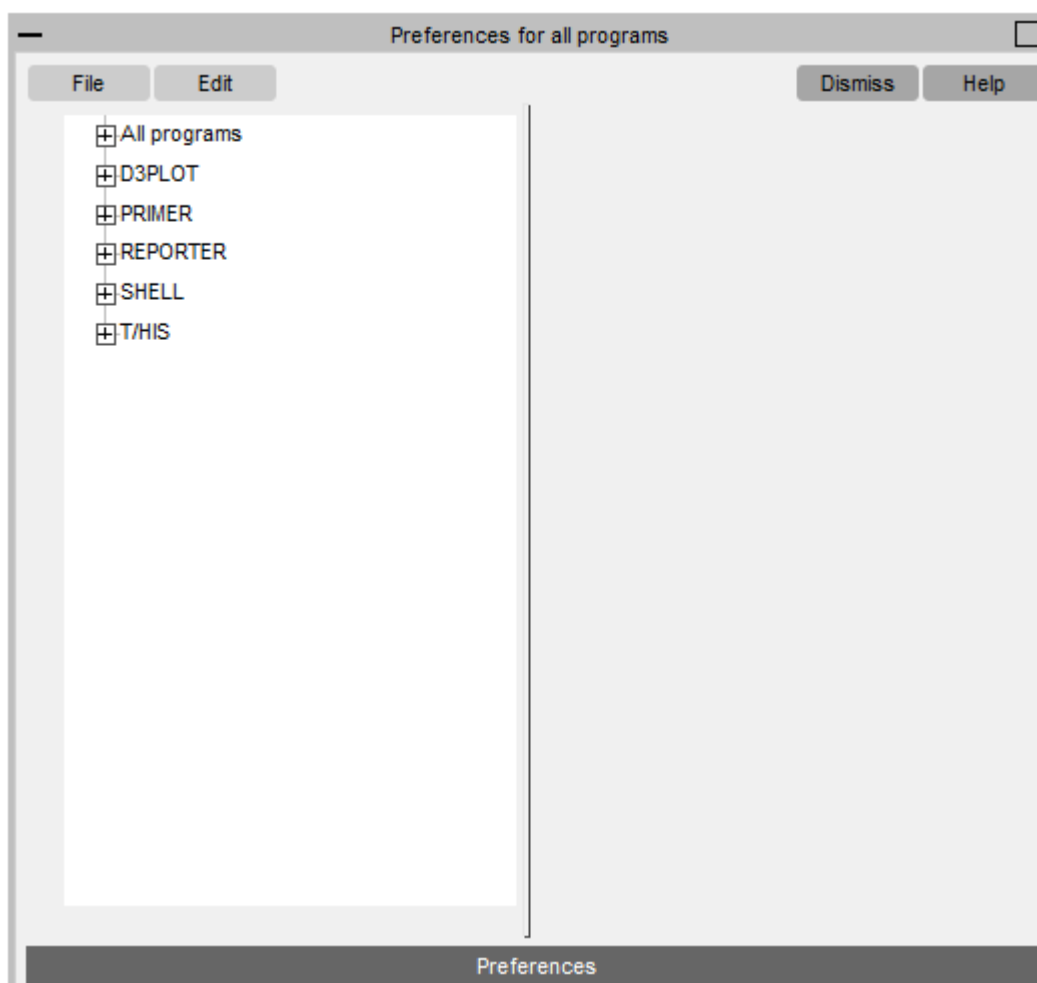 Preferences for all programs
File Edit Dismiss Help
All programs
D3PLOT
PRIMER
REPORTER
SHELL
T/HIS
Preferences